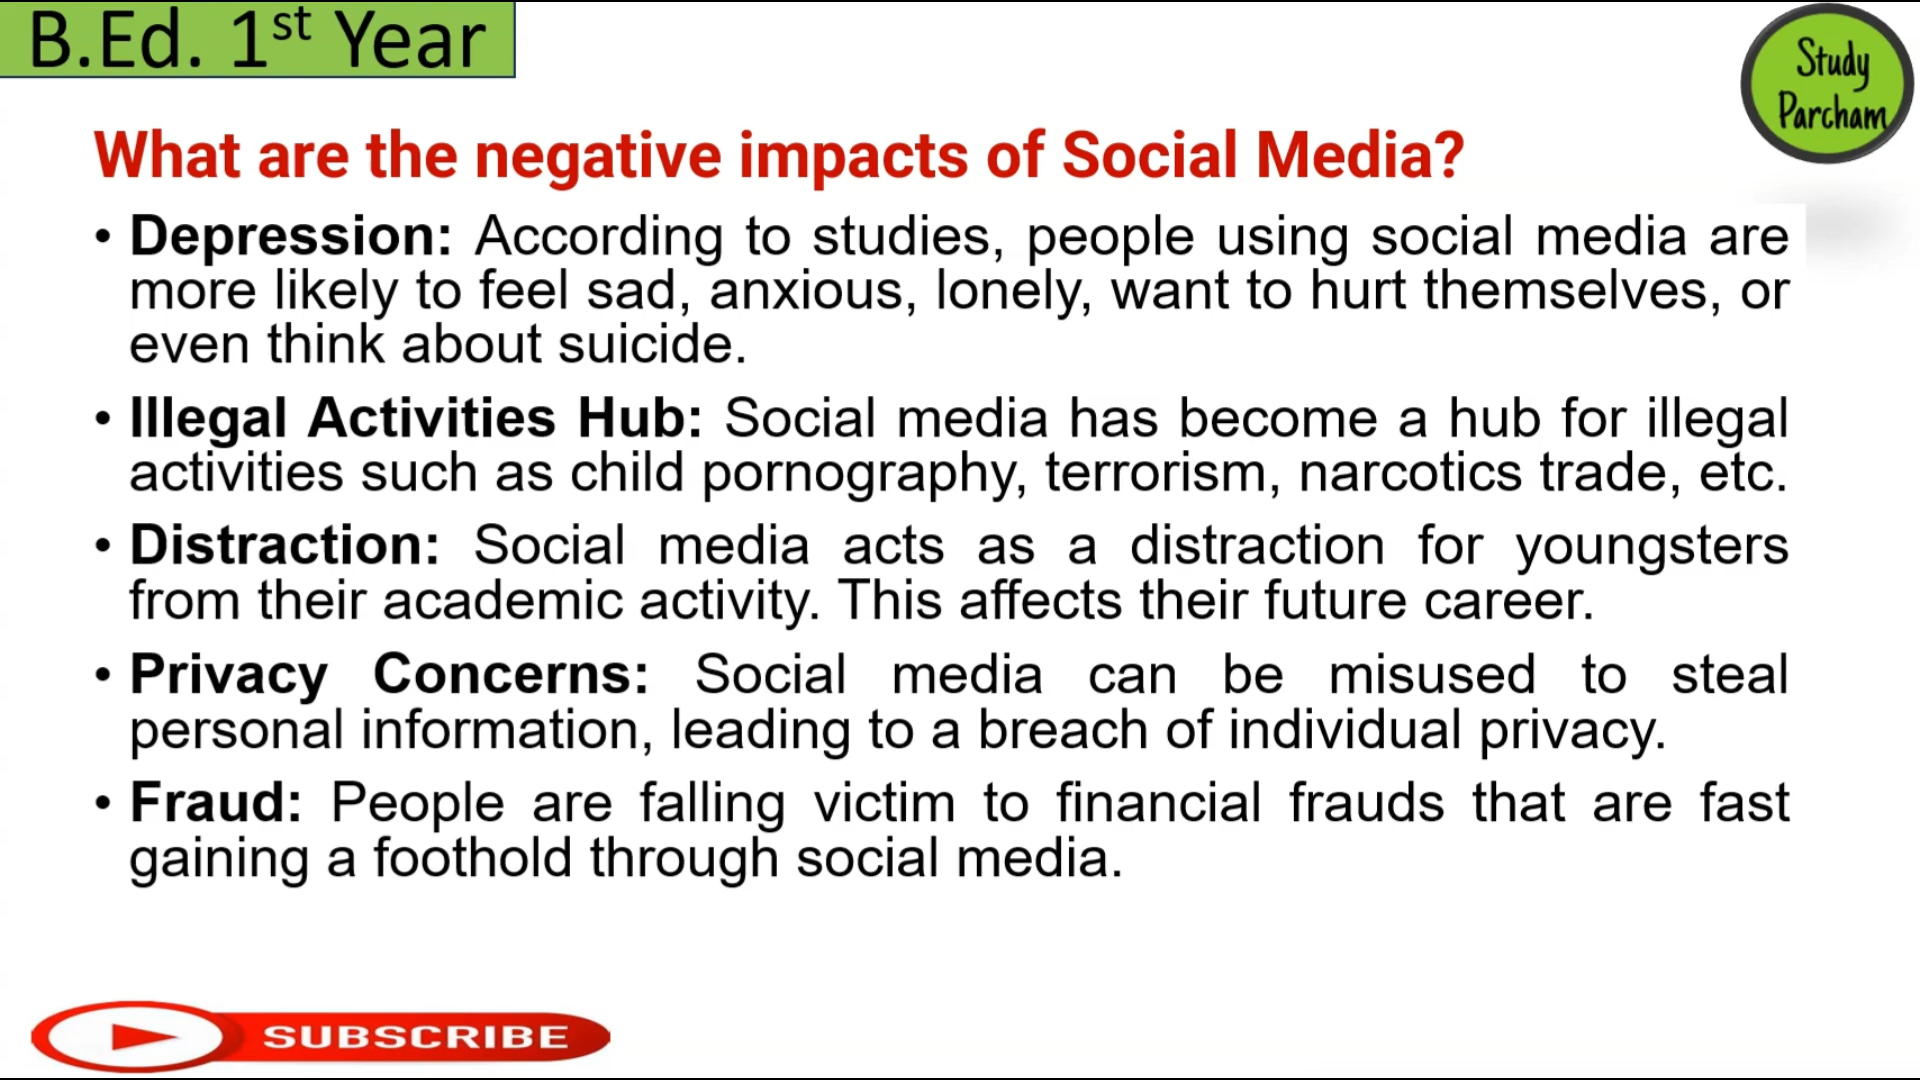 B.Ed. 1st Year
Study
Parcham
What are the negative impacts of Social Media?
• Depression: According to studies, people using social media are
more likely to feel sad, anxious, lonely, want to hurt themselves, or
even think about suicide.
• Illegal Activities Hub: Social media has become a hub for illegal
activities such as child pornography, terrorism, narcotics trade, etc.
• Distraction: Social media acts as a distraction for youngsters
from their academic activity. This affects their future career.
• Privacy Concerns: Social media can be misused to steal
personal information, leading to a breach of individual privacy.
• Fraud: People are falling victim to financial frauds that are fast
gaining a foothold through social media.
SUBSCRIBE